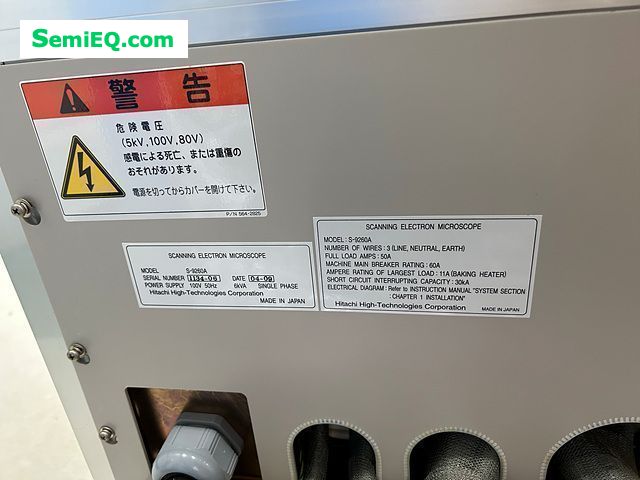 SemiEQ.com
警告
危険電圧
(5kV,100V,80V)
感電による死亡、または重傷の
おそれがあります。
電源を切ってからカバーを開けて下さい。
P/N 564-2825
SCANNING ELECTRON MICROSCOPE
MODEL S-9260A
SERIAL NUMBER 1134-06 DATE 04-09
POWER SUPPLY 100V 50Hz 6kVA SINGLE PHASE
Hitachi High-Technologies Corporation
MADE IN JAPAN
SCANNING ELECTRON MICROSCOPE
MODEL: S-9260A
NUMBER OF WIRES : 3 (LINE, NEUTRAL, EARTH)
FULL LOAD AMPS : 50A
MACHINE MAIN BREAKER RATING : 60A
AMPERE RATING OF LARGEST LOAD : 11A (BAKING HEATER)
SHORT CIRCUIT INTERRUPTING CAPACITY : 30kA
ELECTRICAL DIAGRAM : Refer to INSTRUCTION MANUAL "SYSTEM SECTION
: CHAPTER 1 INSTALLATION"
Hitachi High-Technologies Corporation MADE IN JAPAN